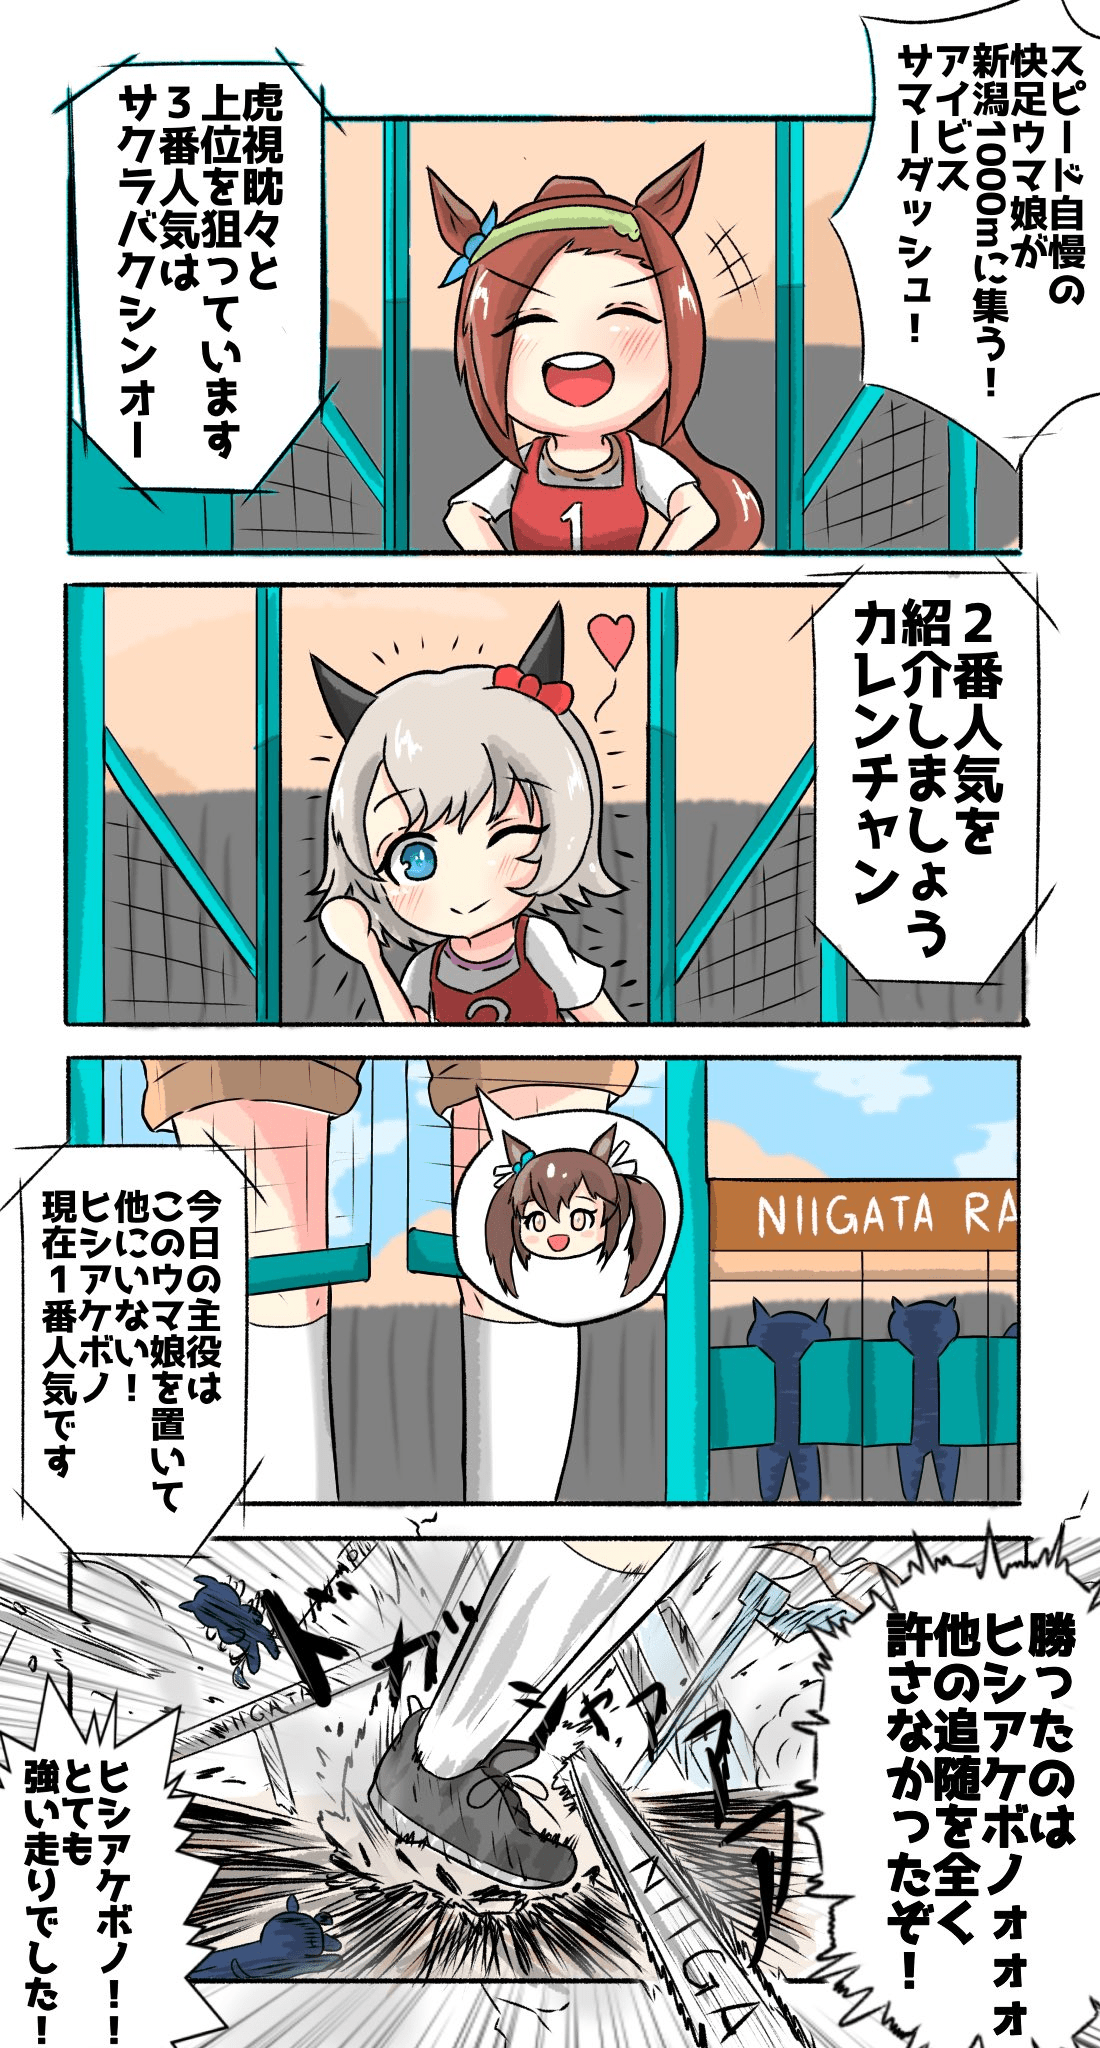 スピード自慢の
快足ウマ娘が
新潟1000mに集う！
アイビス
サマーダッシュ！
虎視眈々と
上位を狙っています
3番人気は
サクラバクシンオー
1
2番人気を
紹介しましょう
カレンチャン
2
今日の主役は
このウマ娘を置いて
他にいない！
ヒシアケボノ
現在1番人気です
NIIGATA RA
勝ったのは
ヒシアケボノォォォ
他の追随を全く
許さなかったぞ！
NIIGATA
NIIGA
ヒシアケボノ！！
とても
強い走りでした！